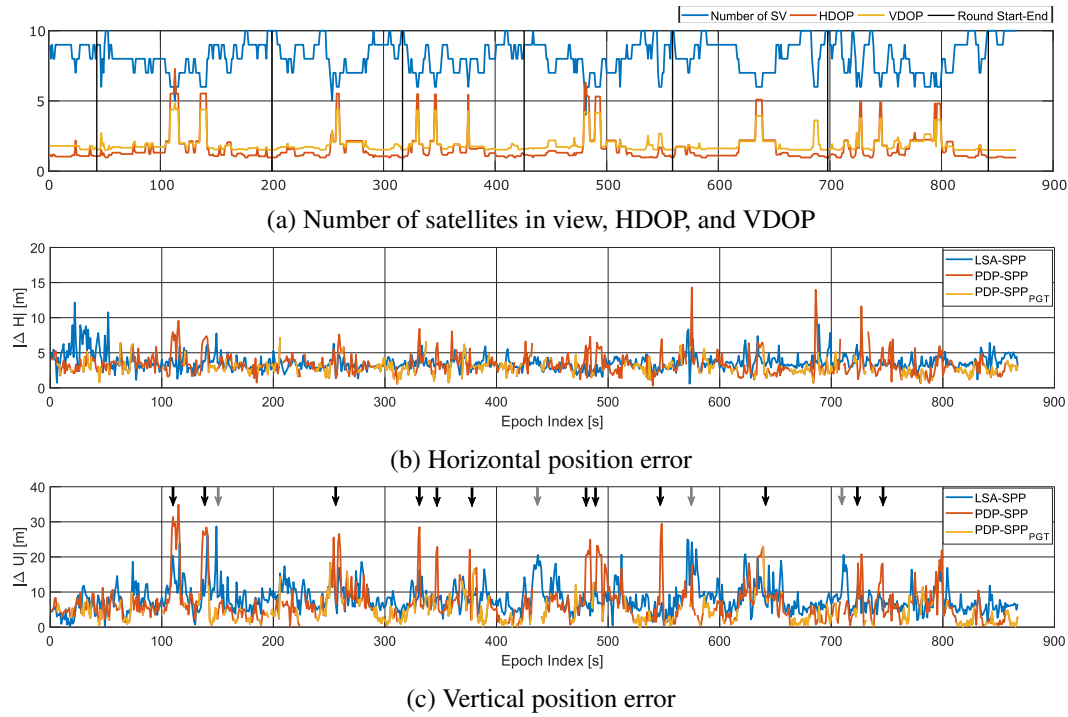 Number of SV HDOP VDOP Round Start-End
10
5
0
0 100 200 300 400 500 600 700 800 900
(a) Number of satellites in view, HDOP, and VDOP
20
15
10
5
0
|Δ H| [m]
LSA-SPP
PDP-SPP
PDP-SPP_PGT
0 100 200 300 400 500 600 700 800 900
Epoch Index [s]
(b) Horizontal position error
40
30
20
10
0
|Δ U| [m]
LSA-SPP
PDP-SPP
PDP-SPP_PGT
0 100 200 300 400 500 600 700 800 900
Epoch Index [s]
(c) Vertical position error